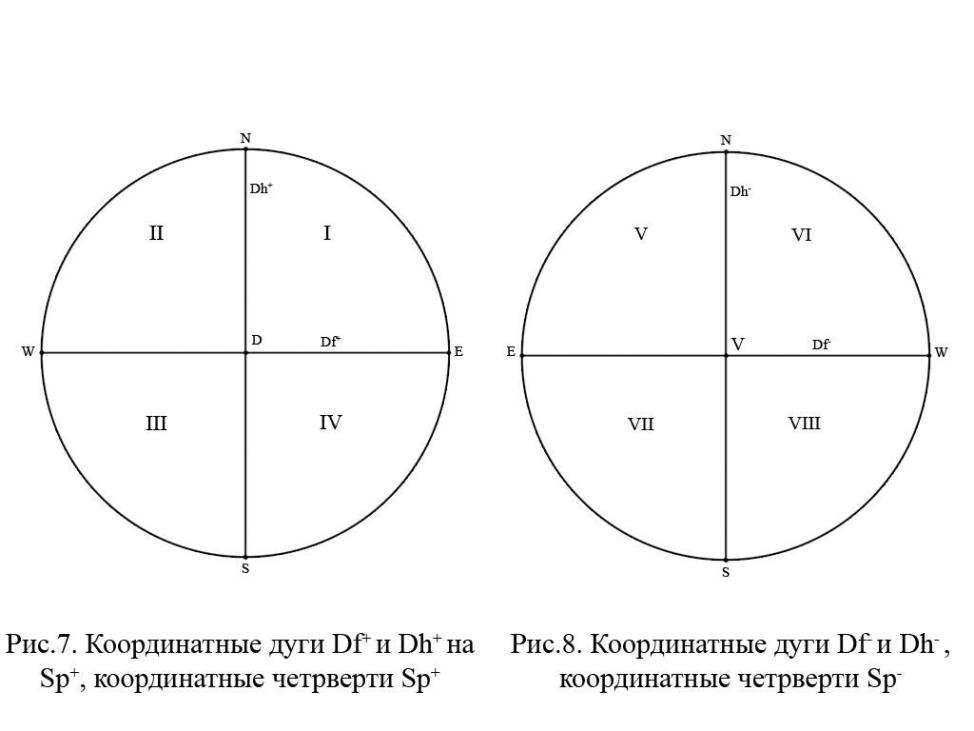 N
Dh⁺
II
I
W
D
Df⁺
E
III
IV
S
N
Dh⁻
V
VI
E
V
Df⁻
W
VII
VIII
S
Рис.7. Координатные дуги Df⁺ и Dh⁺ на
Sp⁺, координатные четрверти Sp⁺
Рис.8. Координатные дуги Df⁻ и Dh⁻ ,
координатные четрверти Sp⁻